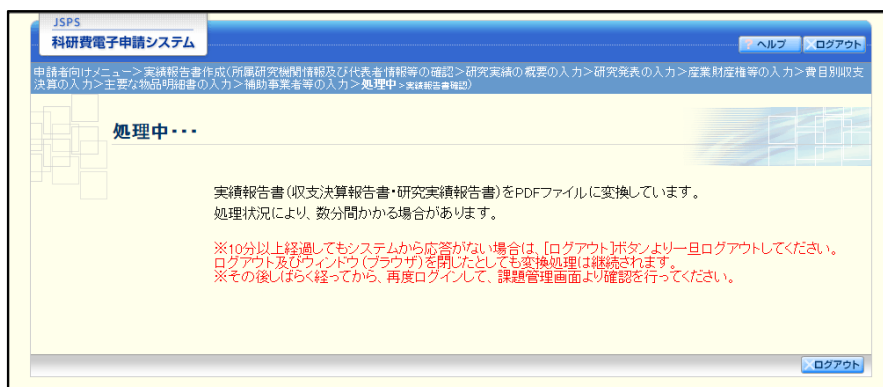 JSPS
科研費電子申請システム
? ヘルプ ログアウト
申請者向けメニュー>実績報告書作成(所属研究機関情報及び代表者情報等の確認>研究実績の概要の入力>研究発表の入力>産業財産権等の入力>費目別収支
決算の入力>主要な物品明細書の入力>補助事業者等の入力>処理中>実績報告書確認)
処理中・・・
実績報告書(収支決算報告書・研究実績報告書)をPDFファイルに変換しています。
処理状況により、数分間かかる場合があります。
※10分以上経過してもシステムから応答がない場合は、[ログアウト]ボタンより一旦ログアウトしてください。
ログアウト及びウィンドウ(ブラウザ)を閉じたとしても変換処理は継続されます。
※その後しばらく経ってから、再度ログインして、課題管理画面より確認を行ってください。
ログアウト